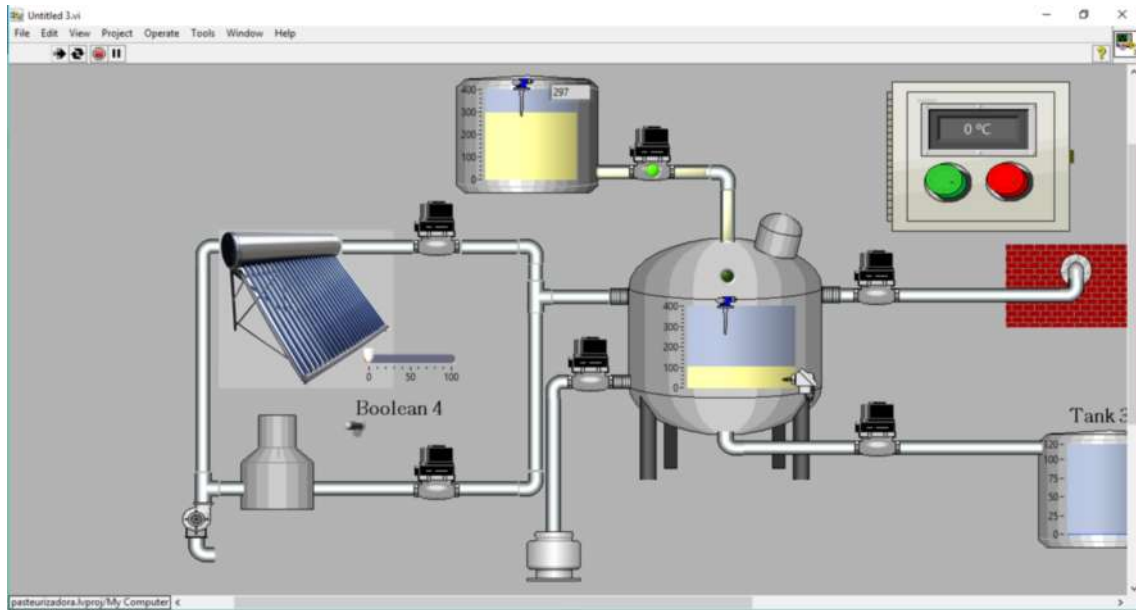 Untitled 3.vi
File Edit View Project Operate Tools Window Help
400
300
200
100
0
297
0 °C
400
300
200
100
0
0 50 100
Boolean 4
Tank 3
120
100
75
50
25
0
pasteurizadora.lvproj/My Computer